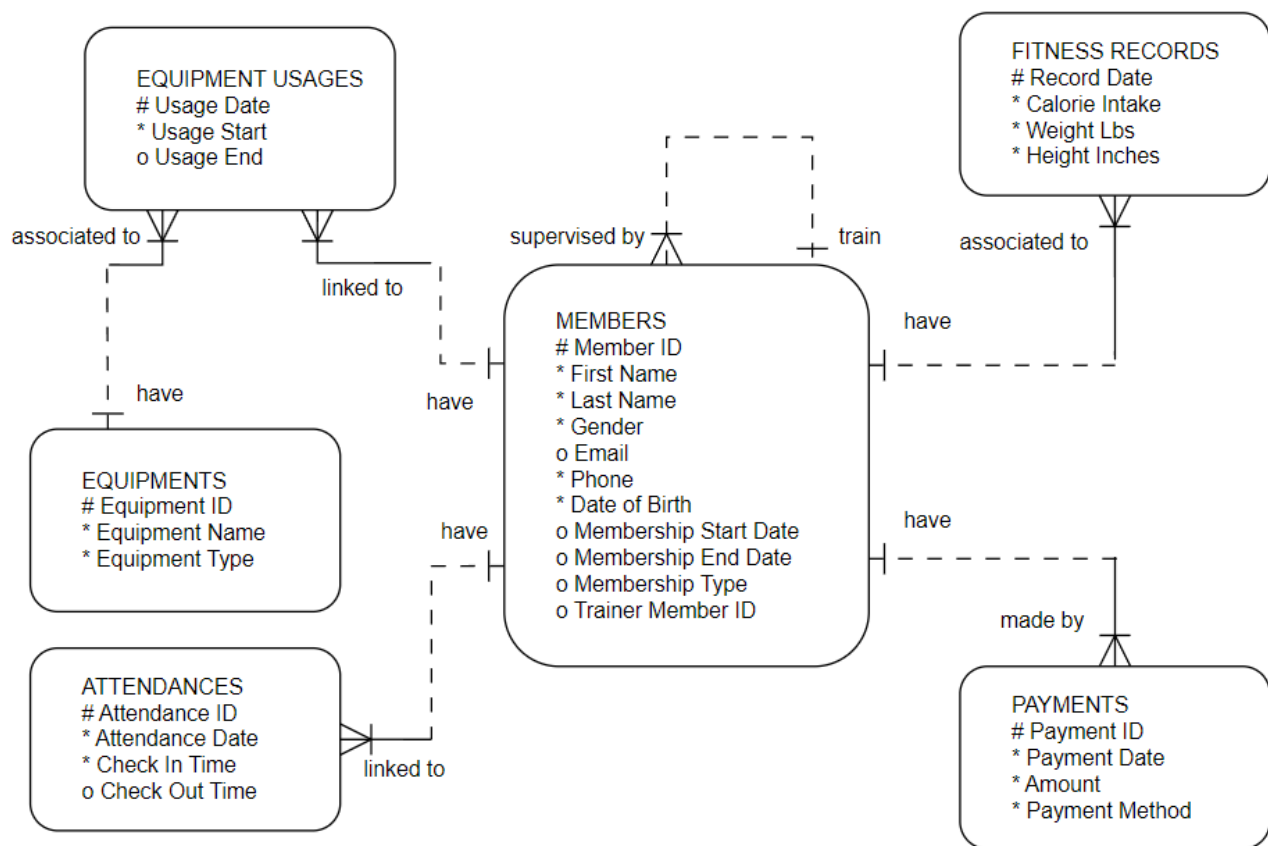 EQUIPMENT USAGES
# Usage Date
* Usage Start
o Usage End
FITNESS RECORDS
# Record Date
* Calorie Intake
* Weight Lbs
* Height Inches
associated to
linked to
supervised by
train
associated to
have
have
have
MEMBERS
# Member ID
* First Name
* Last Name
* Gender
o Email
* Phone
* Date of Birth
o Membership Start Date
o Membership End Date
o Membership Type
o Trainer Member ID
EQUIPMENTS
# Equipment ID
* Equipment Name
* Equipment Type
have
have
made by
linked to
ATTENDANCES
# Attendance ID
* Attendance Date
* Check In Time
o Check Out Time
PAYMENTS
# Payment ID
* Payment Date
* Amount
* Payment Method